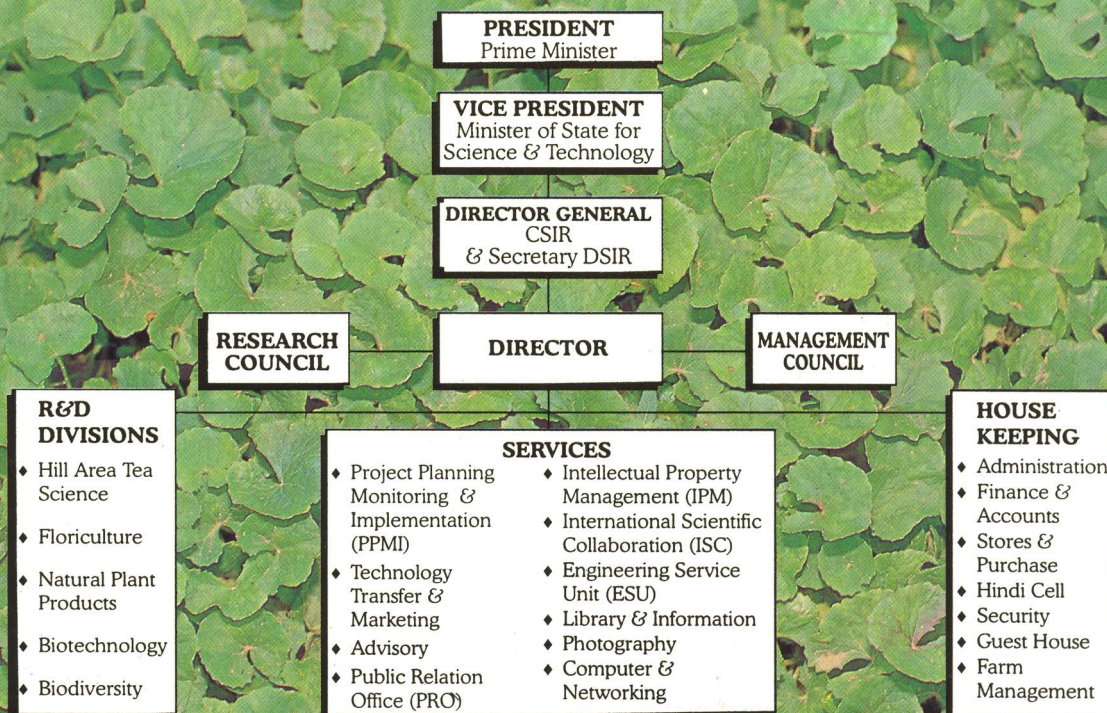 PRESIDENT
Prime Minister
VICE PRESIDENT
Minister of State for
Science & Technology
DIRECTOR GENERAL
CSIR
& Secretary DSIR
RESEARCH
COUNCIL
DIRECTOR
MANAGEMENT
COUNCIL
R&D
DIVISIONS
♦ Hill Area Tea
Science
♦ Floriculture
♦ Natural Plant
Products
♦ Biotechnology
♦ Biodiversity
SERVICES
♦ Project Planning
Monitoring &
Implementation
(PPMI)
♦ Technology
Transfer &
Marketing
♦ Advisory
♦ Public Relation
Office (PRO)
♦ Intellectual Property
Management (IPM)
♦ International Scientific
Collaboration (ISC)
♦ Engineering Service
Unit (ESU)
♦ Library & Information
♦ Photography
♦ Computer &
Networking
HOUSE
KEEPING
♦ Administration
♦ Finance &
Accounts
♦ Stores &
Purchase
♦ Hindi Cell
♦ Security
♦ Guest House
♦ Farm
Management